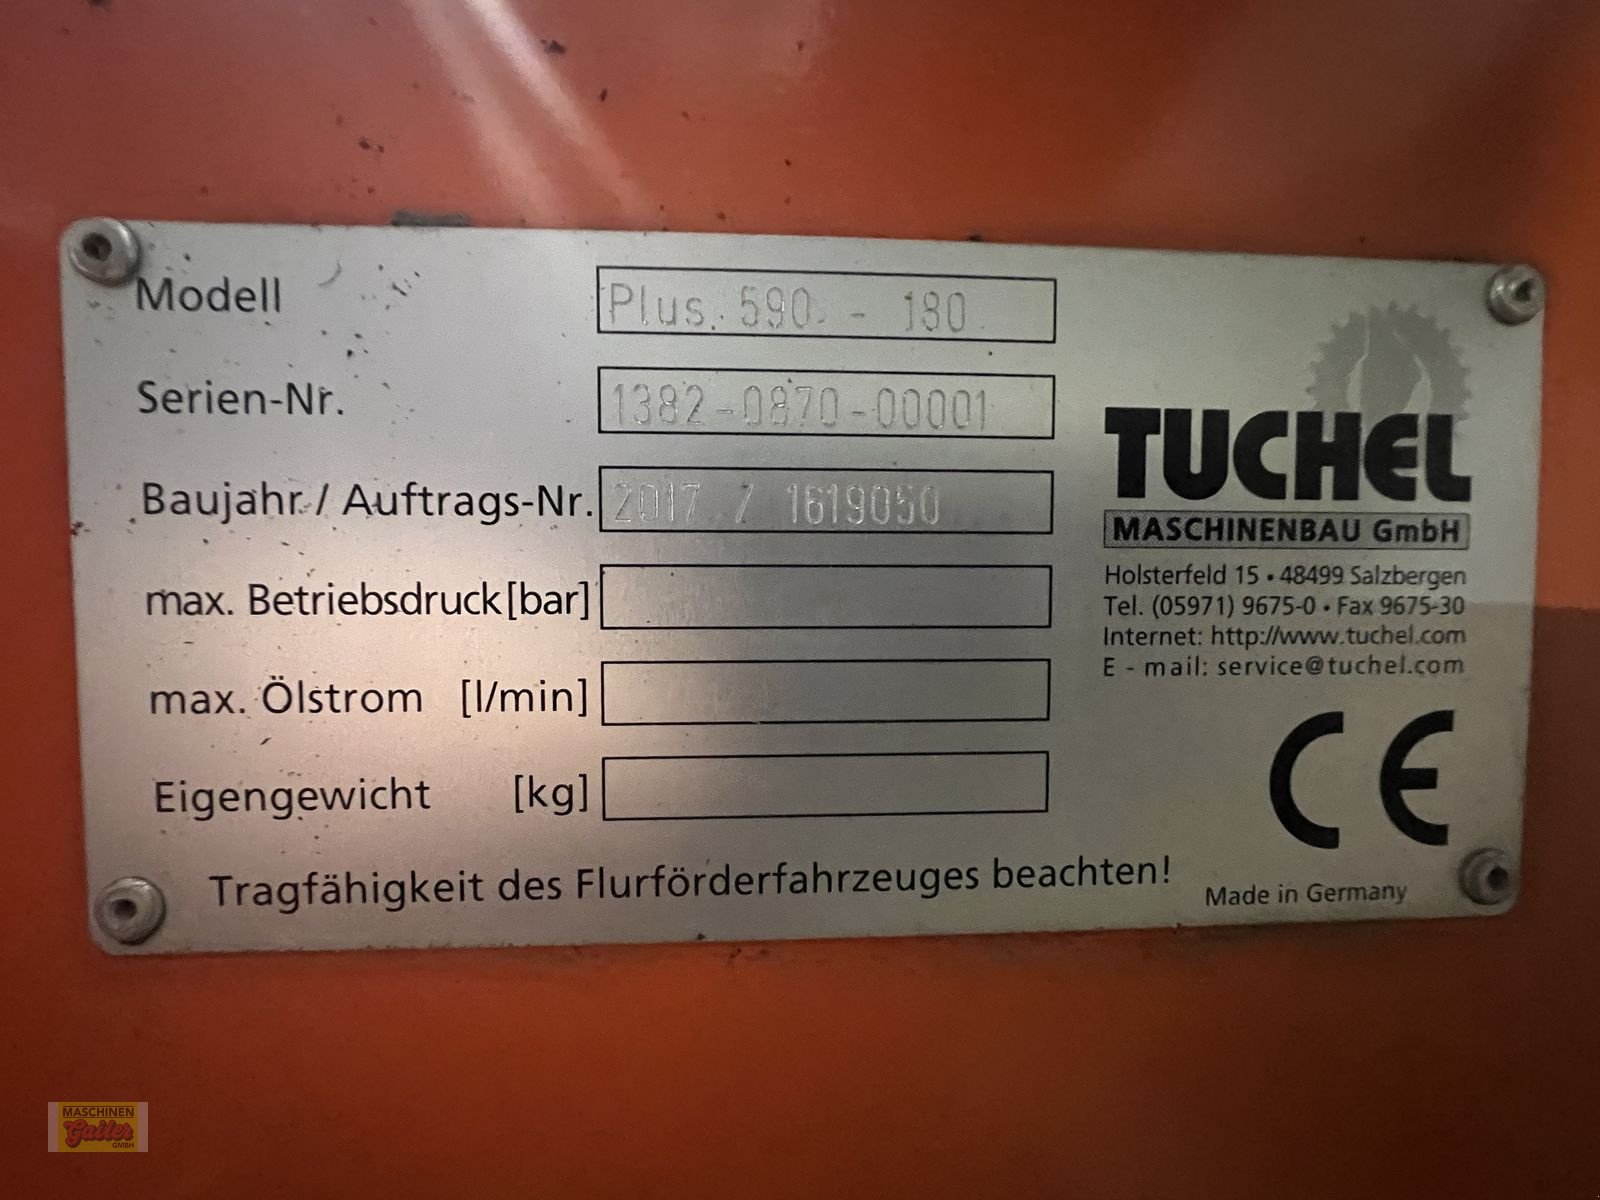 Modell Plus. 590 - 180
Serien-Nr. 1382-0870-00001
Baujahr / Auftrags-Nr. 2017 / 1619050
max. Betriebsdruck [bar]
max. Ölstrom [l/min]
Eigengewicht [kg]
Tragfähigkeit des Flurförderfahrzeuges beachten!
TUCHEL
MASCHINENBAU GmbH
Holsterfeld 15 • 48499 Salzbergen
Tel. (05971) 9675-0 • Fax 9675-30
Internet: http://www.tuchel.com
E - mail: service@tuchel.com
CE
Made in Germany
MASCHINEN
Gailer
GMBH